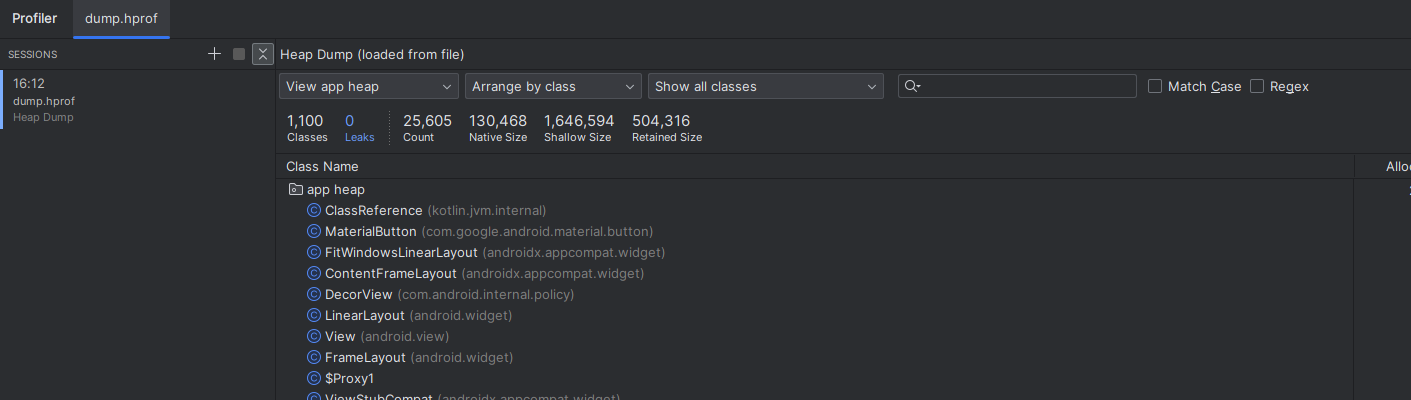 Profiler dump.hprof
SESSIONS Heap Dump (loaded from file)
16:12
dump.hprof
Heap Dump
View app heap Arrange by class Show all classes Match Case Regex
1,100 0 25,605 130,468 1,646,594 504,316
Classes Leaks Count Native Size Shallow Size Retained Size
Class Name
app heap
ClassReference (kotlin.jvm.internal)
MaterialButton (com.google.android.material.button)
FitWindowsLinearLayout (androidx.appcompat.widget)
ContentFrameLayout (androidx.appcompat.widget)
DecorView (com.android.internal.policy)
LinearLayout (android.widget)
View (android.view)
FrameLayout (android.widget)
$Proxy1
ViewStubCompat (androidx.appcompat.widget)